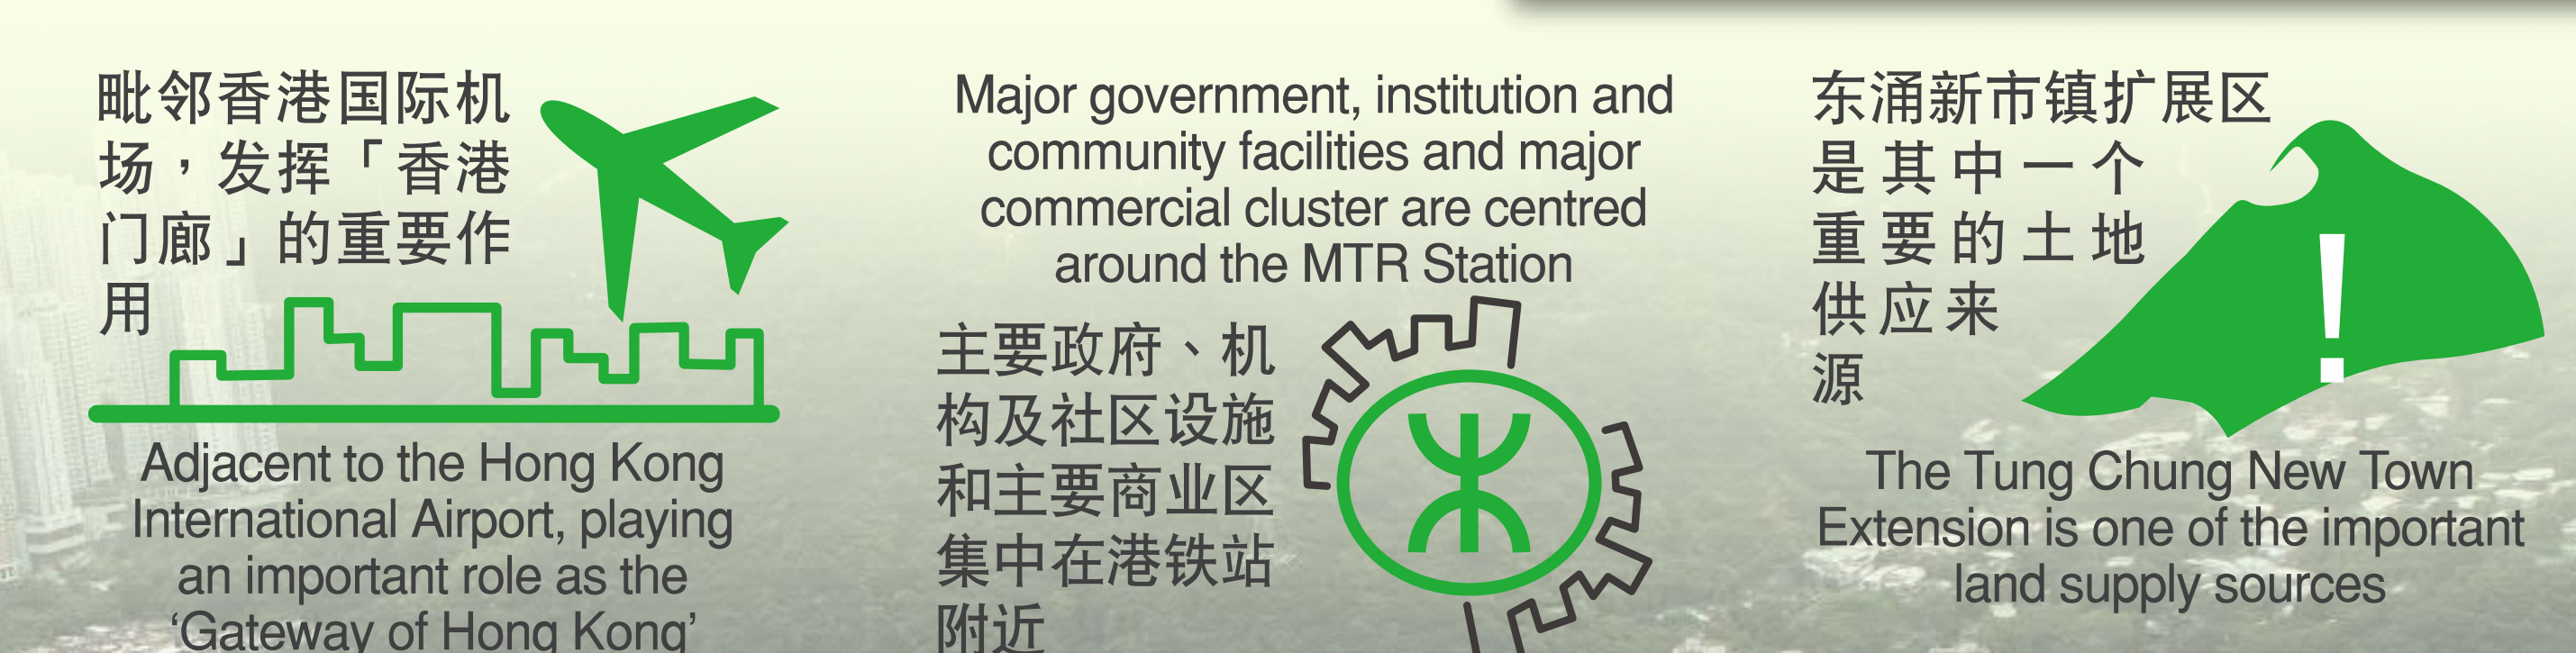 毗邻香港国际机
场，发挥「香港
门廊」的重要作
用
Adjacent to the Hong Kong
International Airport, playing
an important role as the
‘Gateway of Hong Kong’
Major government, institution and
community facilities and major
commercial cluster are centred
around the MTR Station
主要政府、机
构及社区设施
和主要商业区
集中在港铁站
附近
东涌新市镇扩展区
是其中一个
重要的土地
供应来
源
!
The Tung Chung New Town
Extension is one of the important
land supply sources